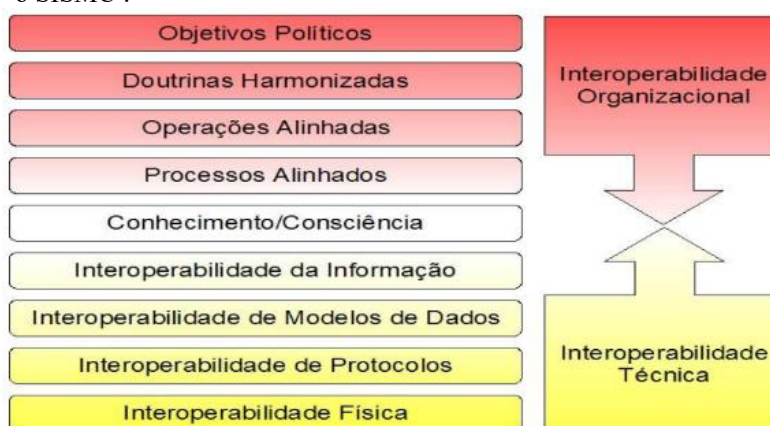 Objetivos Políticos
Doutrinas Harmonizadas
Operações Alinhadas
Processos Alinhados
Conhecimento/Consciência
Interoperabilidade da Informação
Interoperabilidade de Modelos de Dados
Interoperabilidade de Protocolos
Interoperabilidade Física
Interoperabilidade
Organizacional
Interoperabilidade
Técnica